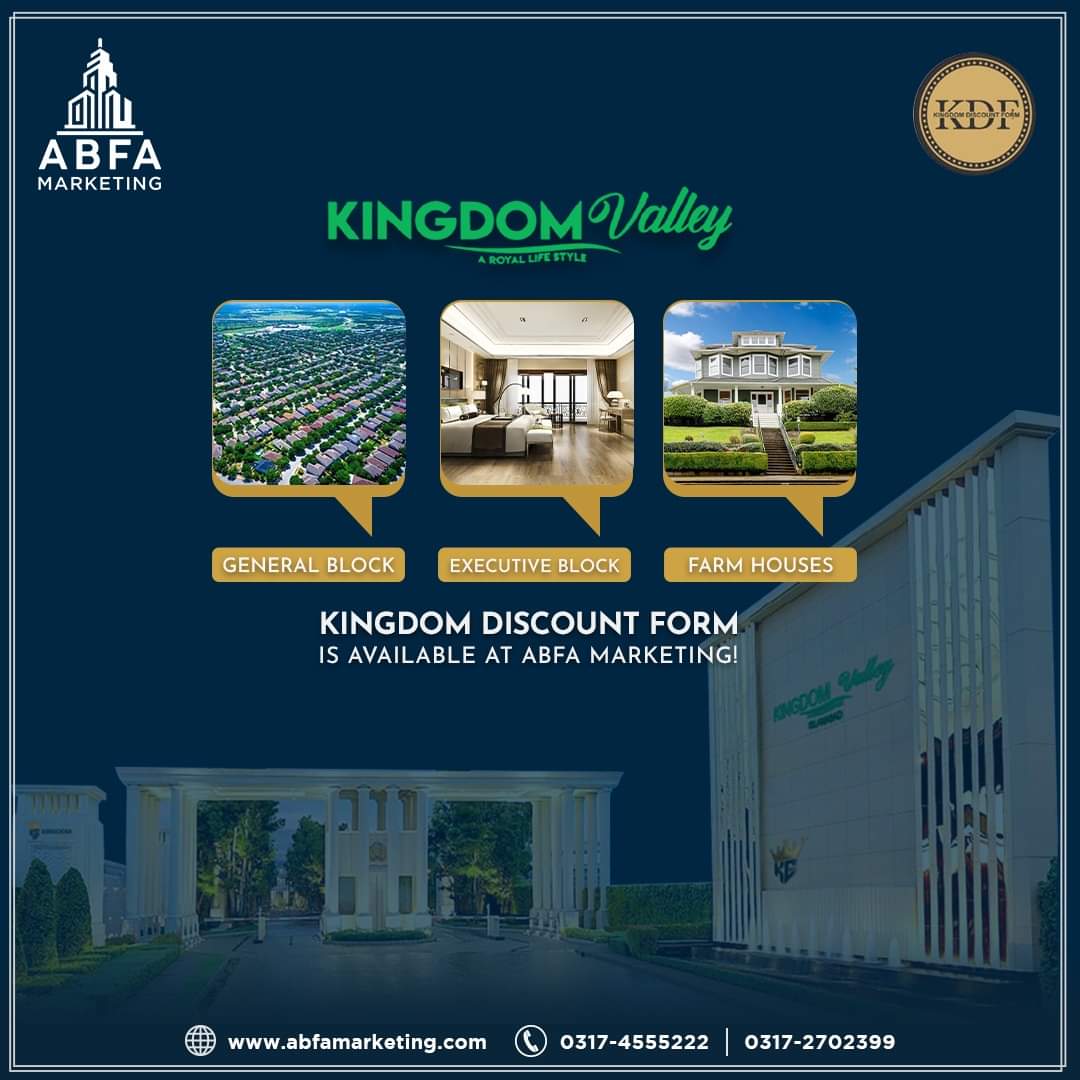 ABFA
MARKETING
KDF
KINGDOM DISCOUNT FORM
KINGDOM Valley
A ROYAL LIFE STYLE
GENERAL BLOCK
EXECUTIVE BLOCK
FARM HOUSES
KINGDOM DISCOUNT FORM
IS AVAILABLE AT ABFA MARKETING!
KINGDOM Valley
KINGDOM
www.abfamarketing.com
0317-4555222 | 0317-2702399